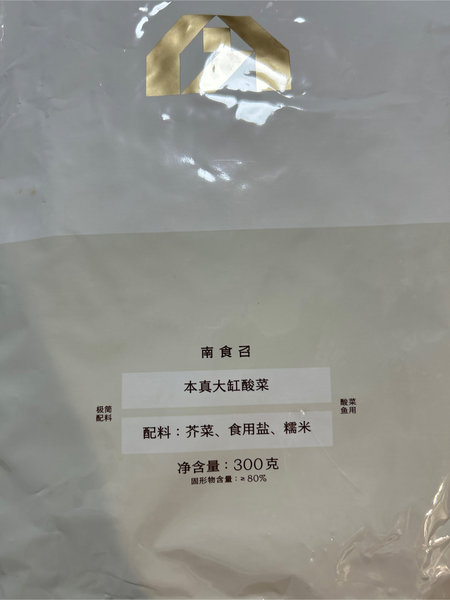 南食召
本真大缸酸菜
极简
配料
酸菜
鱼用
配料：芥菜、食用盐、糯米
净含量：300克
固形物含量：≥80%